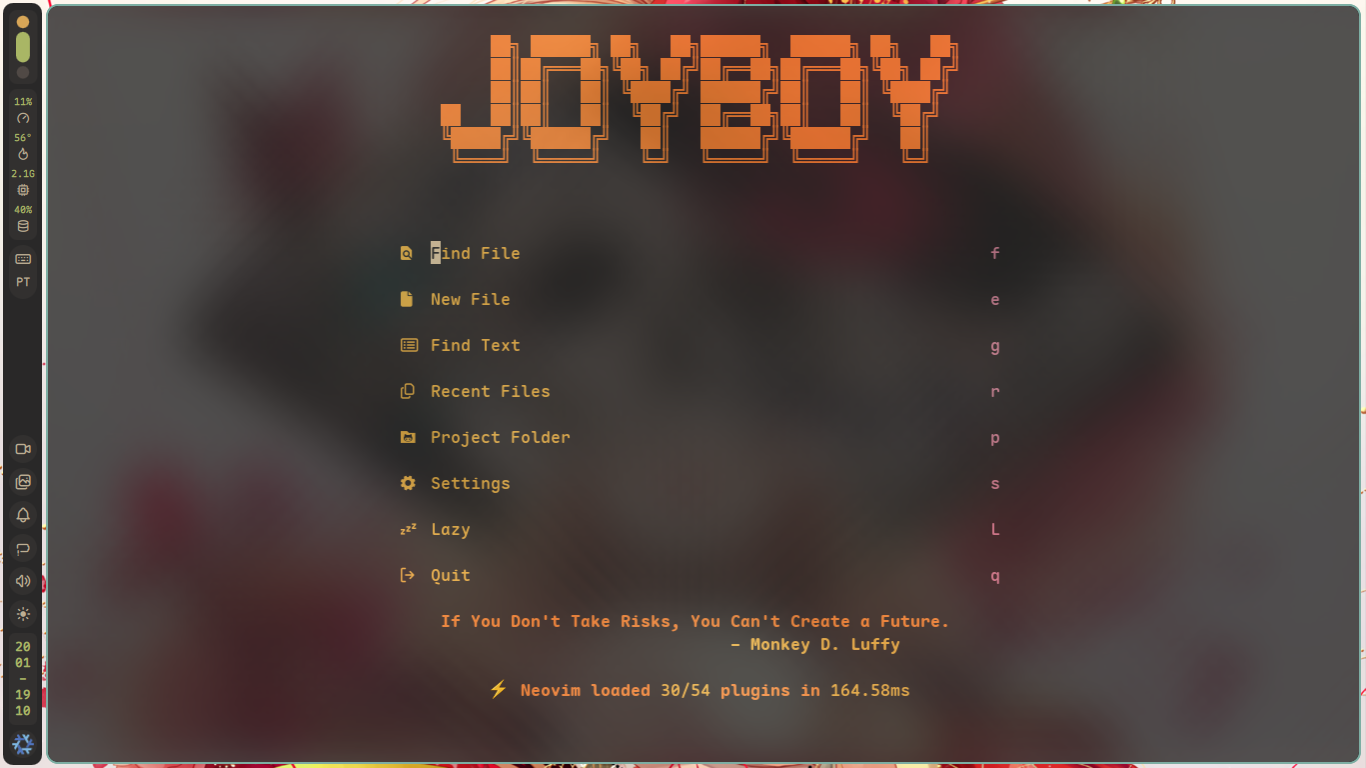 11%
56°
2.1G
40%
PT
20
01
–
19
10
JOYBOY
Find File f
New File e
Find Text g
Recent Files r
Project Folder p
Settings s
zzz Lazy L
Quit q
If You Don't Take Risks, You Can't Create a Future.
– Monkey D. Luffy
⚡ Neovim loaded 30/54 plugins in 164.58ms